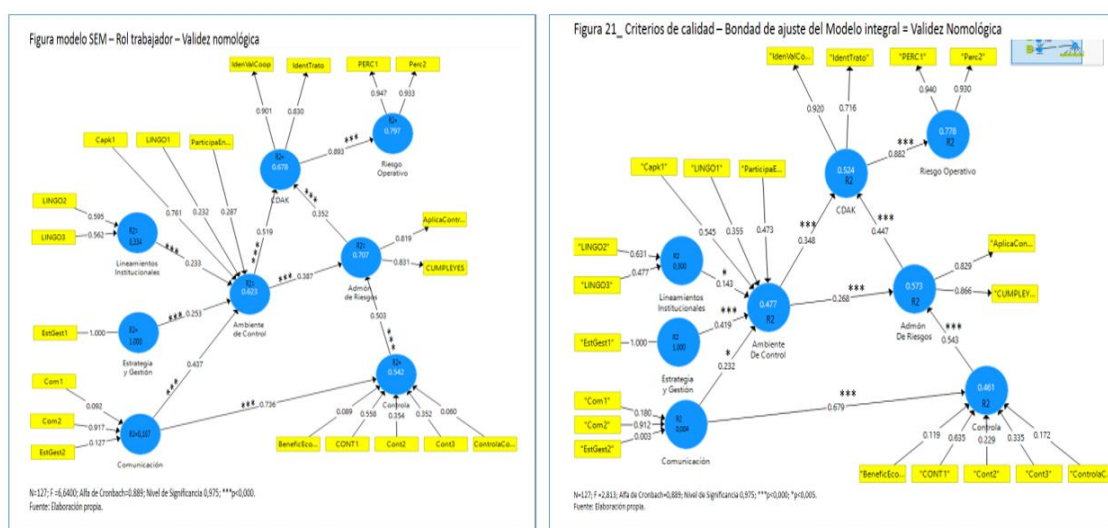 Figura modelo SEM – Rol trabajador – Validez nomológica
IdenValCoop
IdentTrato
PERC1
Perc2
0.901
0.830
0.947
0.933
Capk1
LINGO1
ParticipaEn...
R2=
0.678
CDAK
***
0.893
R2=
0.797
Riesgo
Operativo
0.761
0.232
0.287
***
0.352
LINGO2
LINGO3
0.595
0.562
R2=
Lineamientos
Institucionales
***
0.233
0.519
***
AplicaContr...
0.819
0.831
CUMPLEYES
R2=
0.707
Admón
de Riesgos
***
0.387
R2=
0.623
Ambiente
de Control
EstGest1
1.000
R2=
1.000
Estrategia
y Gestión
***
0.253
0.503
***
0.437
***
Com1
Com2
EstGest2
0.092
0.917
0.127
Comunicación
***
0.736
R2=
0.542
Controla
0.089
0.558
0.354
0.352
0.060
BeneficEco...
CONT1
Cont2
Cont3
ControlaCo...
N=127; F =6,6400; Alfa de Cronbach=0.889; Nivel de Significancia 0,975; ***p<0,000.
Fuente: Elaboración propia.
Figura 21_ Criterios de calidad – Bondad de ajuste del Modelo integral = Validez Nomológica
"IdenValCo...
"IdentTrato"
"PERC1"
"Perc2"
0.920
0.716
0.940
0.930
"Capk1"
"LINGO1"
"ParticipaE...
0.524
R2
CDAK
***
0.882
0.778
R2
Riesgo Operativo
0.545
0.355
0.473
***
0.348
***
0.447
"LINGO2"
"LINGO3"
0.631
0.477
R2
Lineamientos
Institucionales
*
0.143
"AplicaCon...
0.829
0.866
"CUMPLEY...
0.573
R2
Admón
De Riesgos
***
0.268
0.477
R2
Ambiente
De Control
"EstGest1"
1.000
R2
1.000
Estrategia
y Gestión
***
0.419
*
0.232
***
0.543
"Com1"
"Com2"
"EstGest2"
0.180
0.912
0.003
R2
0,004
Comunicación
***
0.679
0.461
R2
Controla
0.119
0.635
0.229
0.335
0.172
"BeneficEco...
"CONT1"
"Cont2"
"Cont3"
"ControlaC...
N=127; F =2,813; Alfa de Cronbach=0,889; Nivel de Significancia 0,975; ***p<0,000; *p<0,005.
Fuente: Elaboración propia.